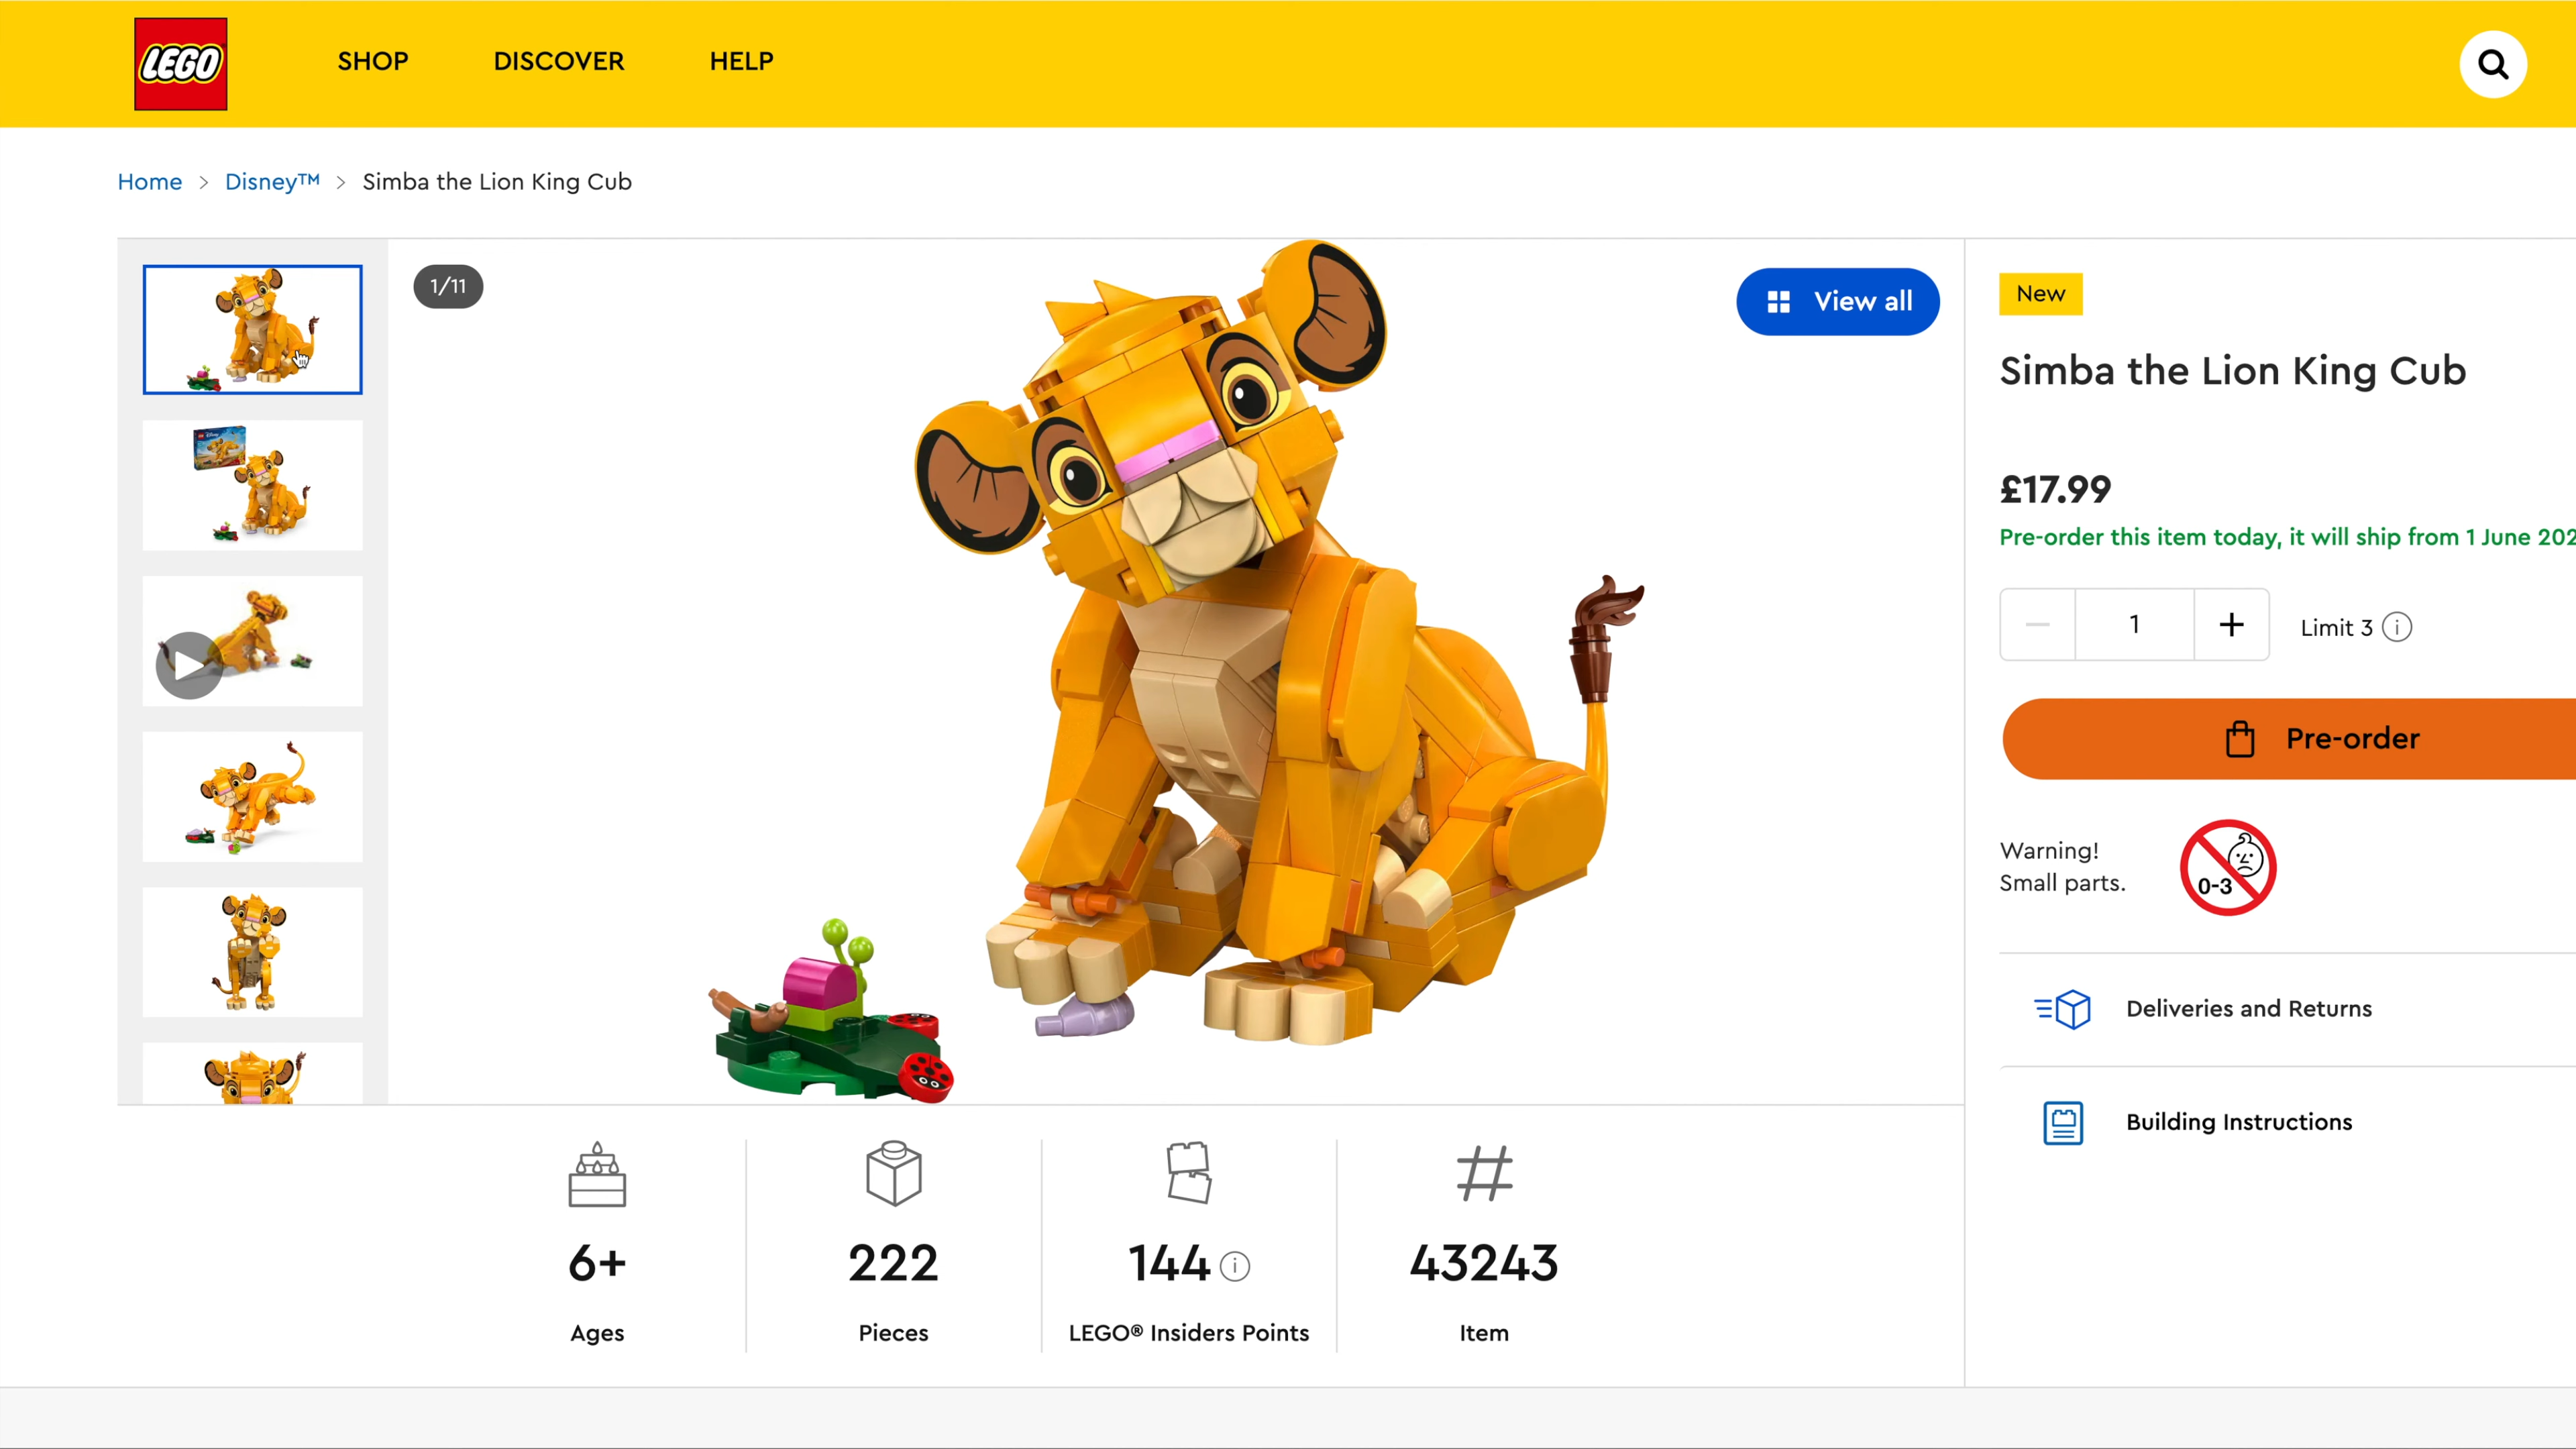 LEGO
SHOP
DISCOVER
HELP
Home > Disney™ > Simba the Lion King Cub
1/11
View all
New
Simba the Lion King Cub
£17.99
Pre-order this item today, it will ship from 1 June
1
Limit 3
Pre-order
Warning!
Small parts.
0-3
Deliveries and Returns
Building Instructions
6+
Ages
222
Pieces
144
LEGO® Insiders Points
43243
Item